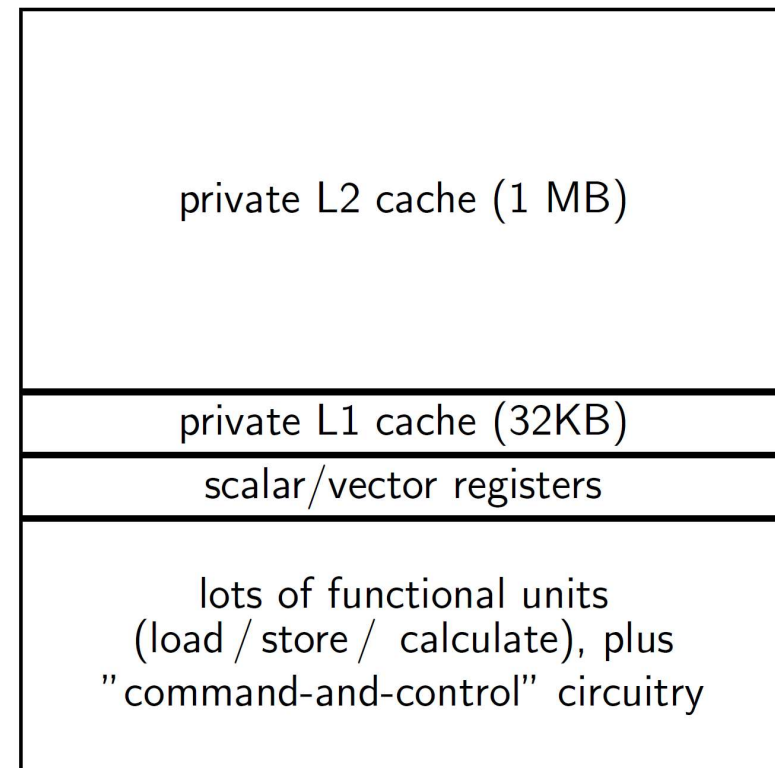 private L2 cache (1 MB)
private L1 cache (32KB)
scalar/vector registers
lots of functional units
(load / store / calculate), plus
"command-and-control" circuitry